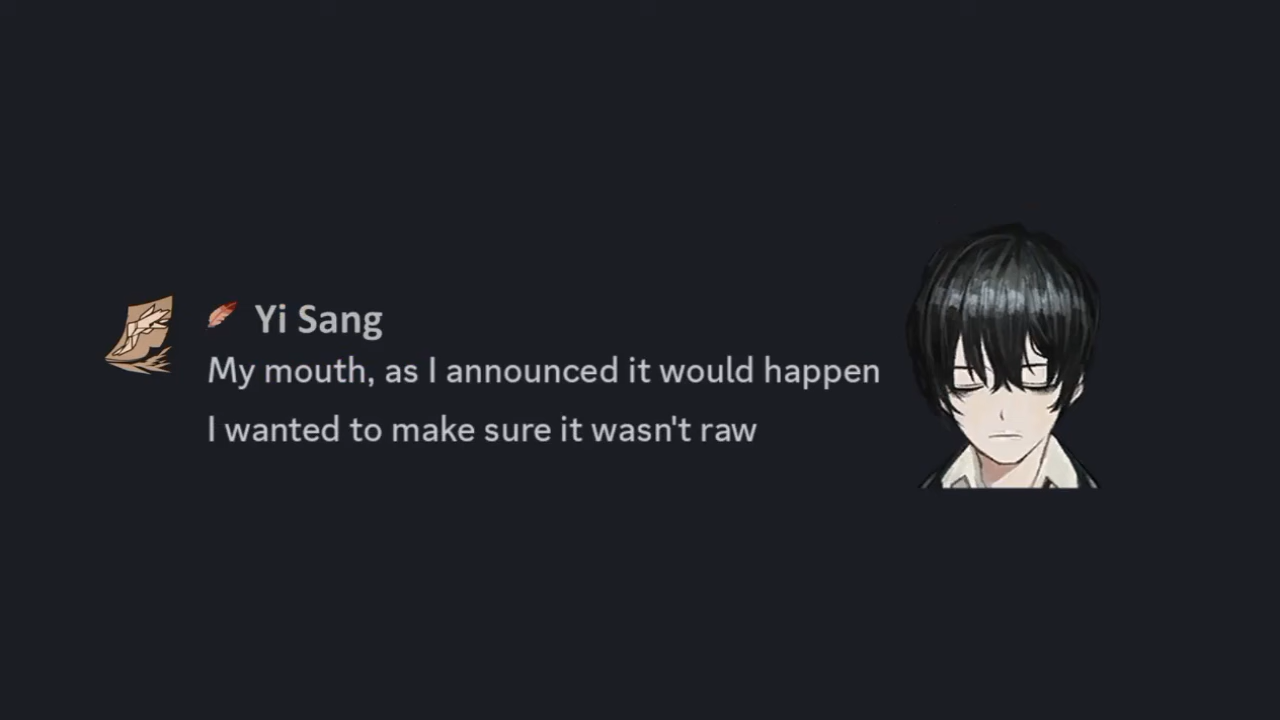 Yi Sang
My mouth, as I announced it would happen
I wanted to make sure it wasn't raw